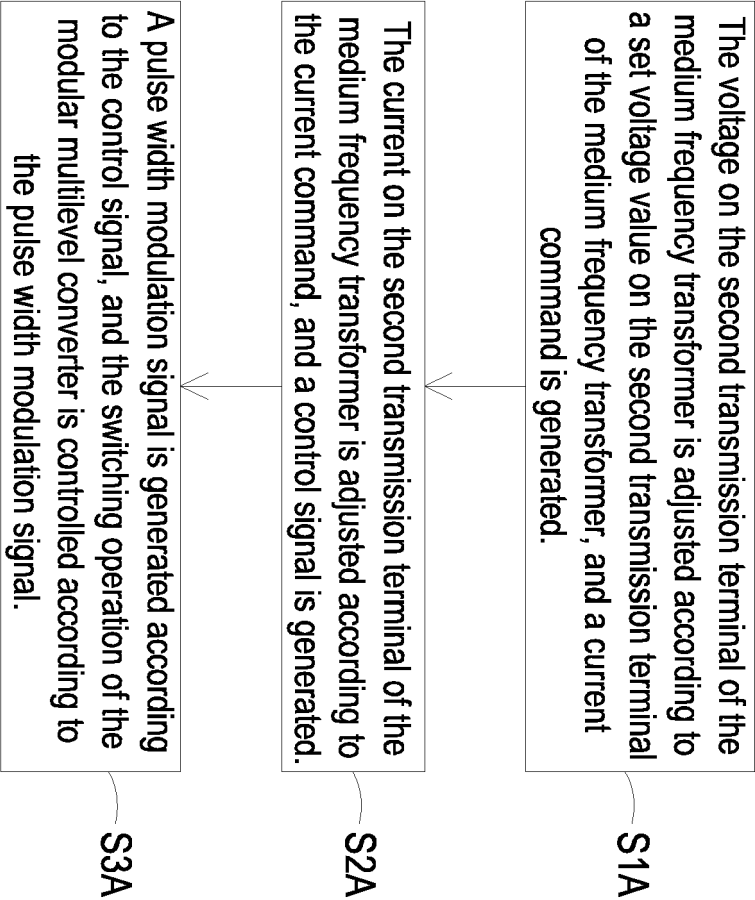 The voltage on the second transmission terminal of the
medium frequency transformer is adjusted according to
a set voltage value on the second transmission terminal
of the medium frequency transformer, and a current
command is generated.
S1A
The current on the second transmission terminal of the
medium frequency transformer is adjusted according to
the current command, and a control signal is generated.
S2A
A pulse width modulation signal is generated according
to the control signal, and the switching operation of the
modular multilevel converter is controlled according to
the pulse width modulation signal.
S3A